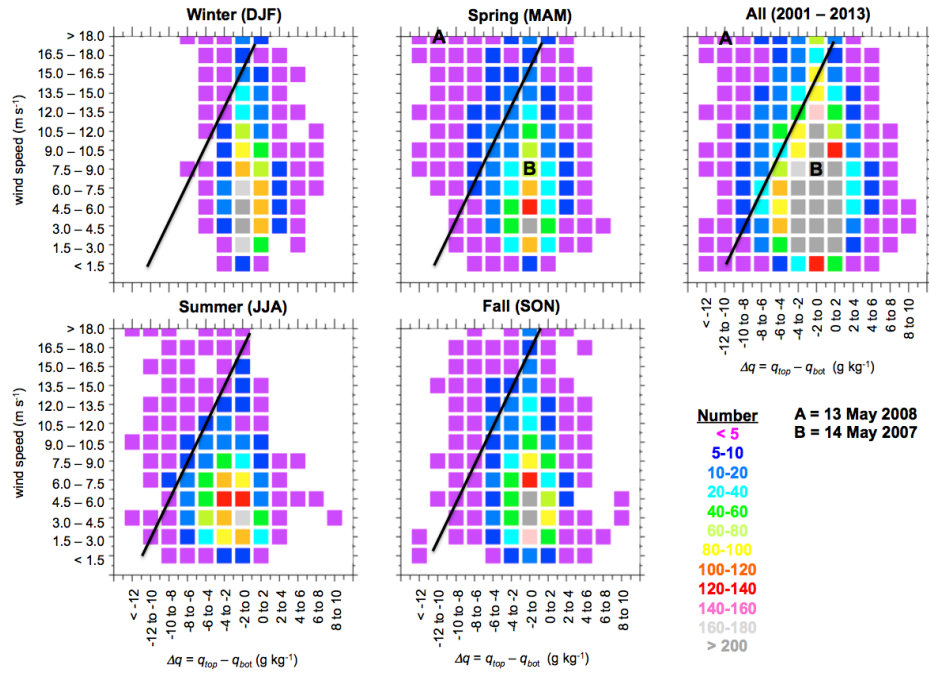 Winter (DJF)
Spring (MAM)
All (2001 – 2013)
wind speed (m s⁻¹)
> 18.0
16.5 – 18.0
15.0 – 16.5
13.5 – 15.0
12.0 – 13.5
10.5 – 12.0
9.0 – 10.5
7.5 – 9.0
6.0 – 7.5
4.5 – 6.0
3.0 – 4.5
1.5 – 3.0
< 1.5
A
B
A
B
< -12
-12 to -10
-10 to -8
-8 to -6
-6 to -4
-4 to -2
-2 to 0
0 to 2
2 to 4
4 to 6
6 to 8
8 to 10
Δq = qtop – qbot (g kg⁻¹)
Summer (JJA)
Fall (SON)
wind speed (m s⁻¹)
> 18.0
16.5 – 18.0
15.0 – 16.5
13.5 – 15.0
12.0 – 13.5
10.5 – 12.0
9.0 – 10.5
7.5 – 9.0
6.0 – 7.5
4.5 – 6.0
3.0 – 4.5
1.5 – 3.0
< 1.5
< -12
-12 to -10
-10 to -8
-8 to -6
-6 to -4
-4 to -2
-2 to 0
0 to 2
2 to 4
4 to 6
6 to 8
8 to 10
Δq = qtop – qbot (g kg⁻¹)
< -12
-12 to -10
-10 to -8
-8 to -6
-6 to -4
-4 to -2
-2 to 0
0 to 2
2 to 4
4 to 6
6 to 8
8 to 10
Δq = qtop – qbot (g kg⁻¹)
Number
< 5
5-10
10-20
20-40
40-60
60-80
80-100
100-120
120-140
140-160
160-180
> 200
A = 13 May 2008
B = 14 May 2007